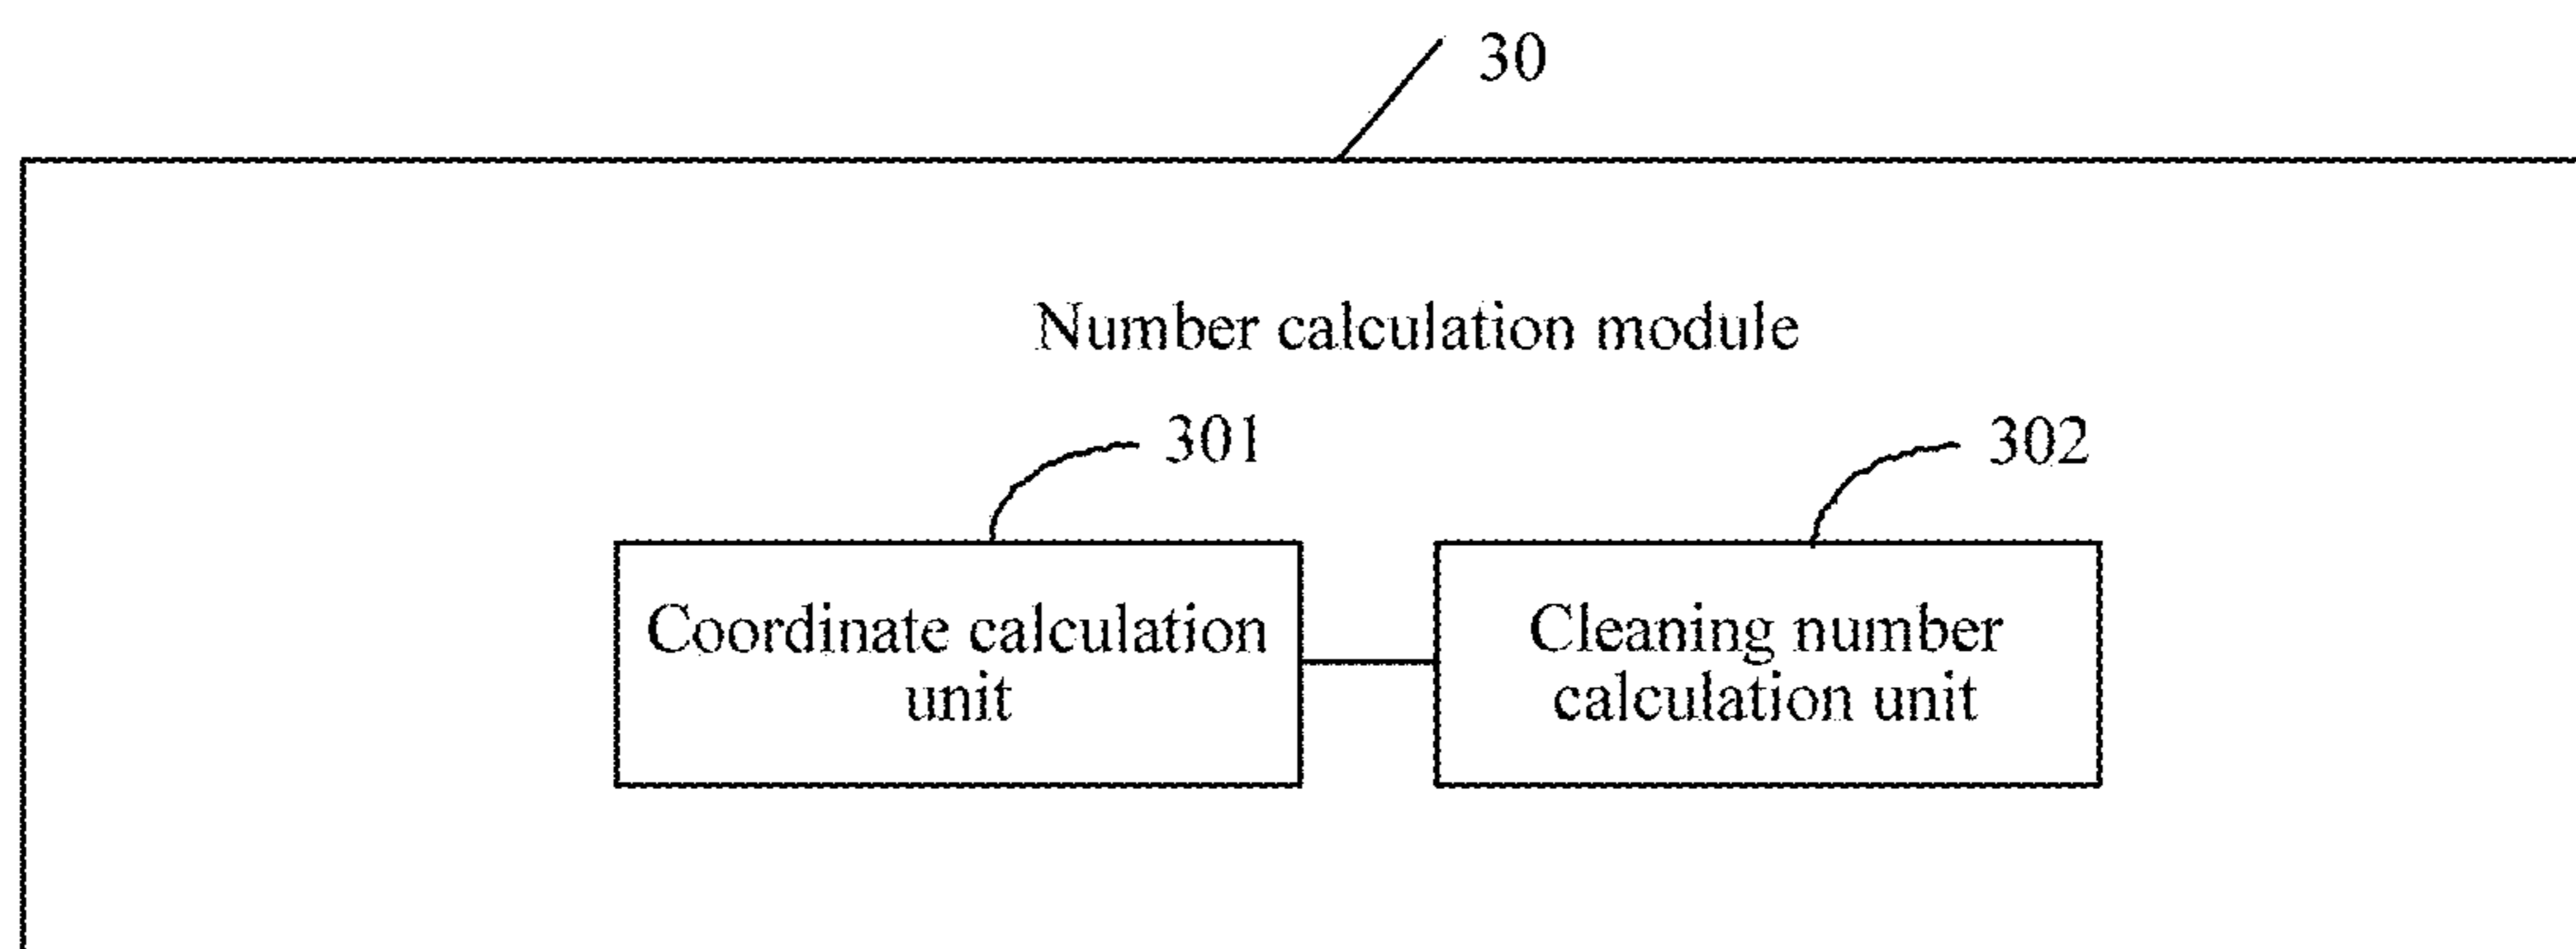 30
Number calculation module
301
302
Coordinate calculation
unit
Cleaning number
calculation unit